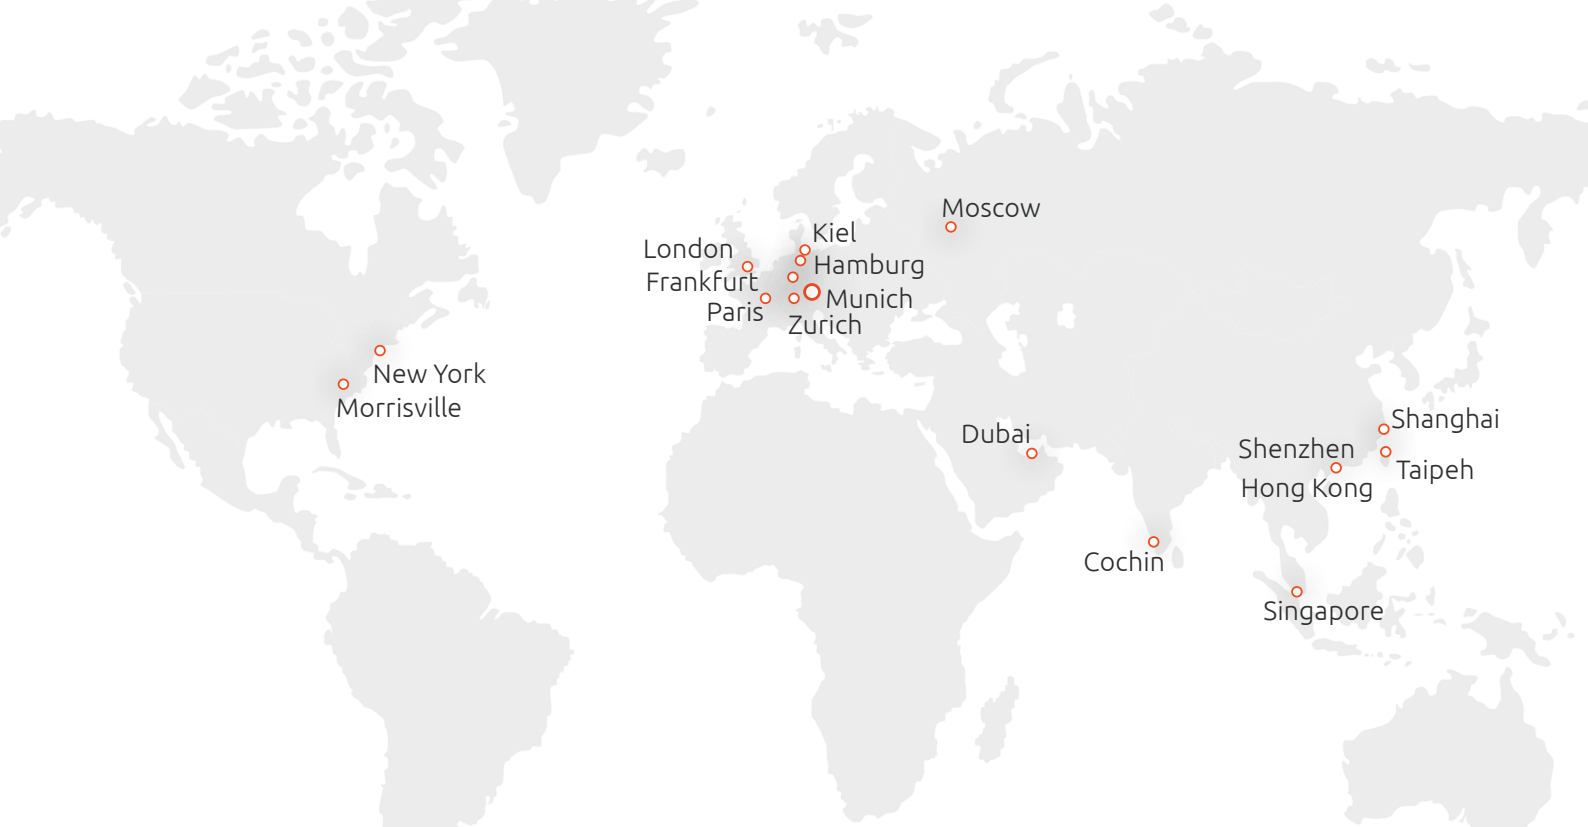 Moscow
Kiel
London
Hamburg
Frankfurt
Munich
Paris
Zurich
New York
Morrisville
Shanghai
Dubai
Shenzhen
Taipeh
Hong Kong
Cochin
Singapore